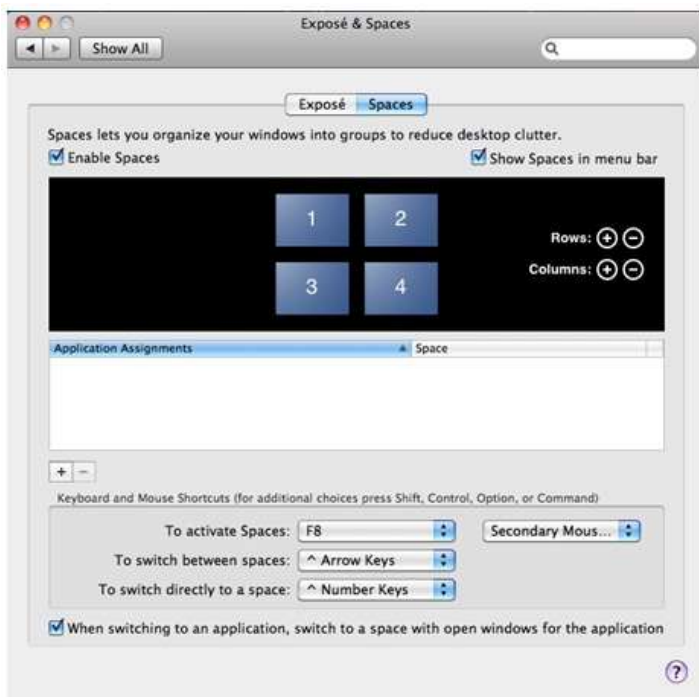 Exposé & Spaces
Show All
Exposé Spaces
Spaces lets you organize your windows into groups to reduce desktop clutter.
Enable Spaces Show Spaces in menu bar
1 2
Rows: + −
Columns: + −
3 4
Application Assignments Space
+ −
Keyboard and Mouse Shortcuts (for additional choices press Shift, Control, Option, or Command)
To activate Spaces: F8 Secondary Mous...
To switch between spaces: ^ Arrow Keys
To switch directly to a space: ^ Number Keys
When switching to an application, switch to a space with open windows for the application
?